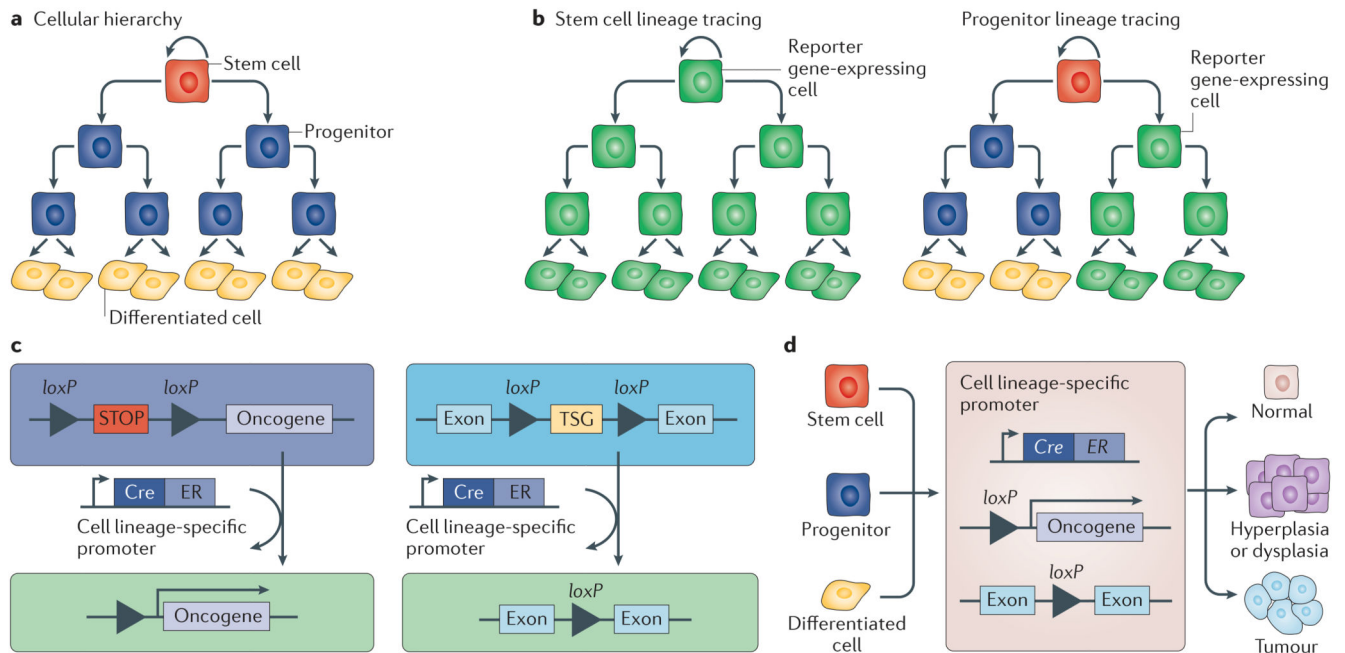 a Cellular hierarchy
Stem cell
Progenitor
Differentiated cell
b Stem cell lineage tracing
Reporter
gene-expressing
cell
Progenitor lineage tracing
Reporter
gene-expressing
cell
c
loxP loxP
STOP Oncogene
Cre ER
Cell lineage-specific
promoter
Oncogene
loxP loxP
Exon TSG Exon
Cre ER
Cell lineage-specific
promoter
loxP
Exon Exon
d
Stem cell
Progenitor
Differentiated
cell
Cell lineage-specific
promoter
Cre ER
loxP
Oncogene
loxP
Exon Exon
Normal
Hyperplasia
or dysplasia
Tumour